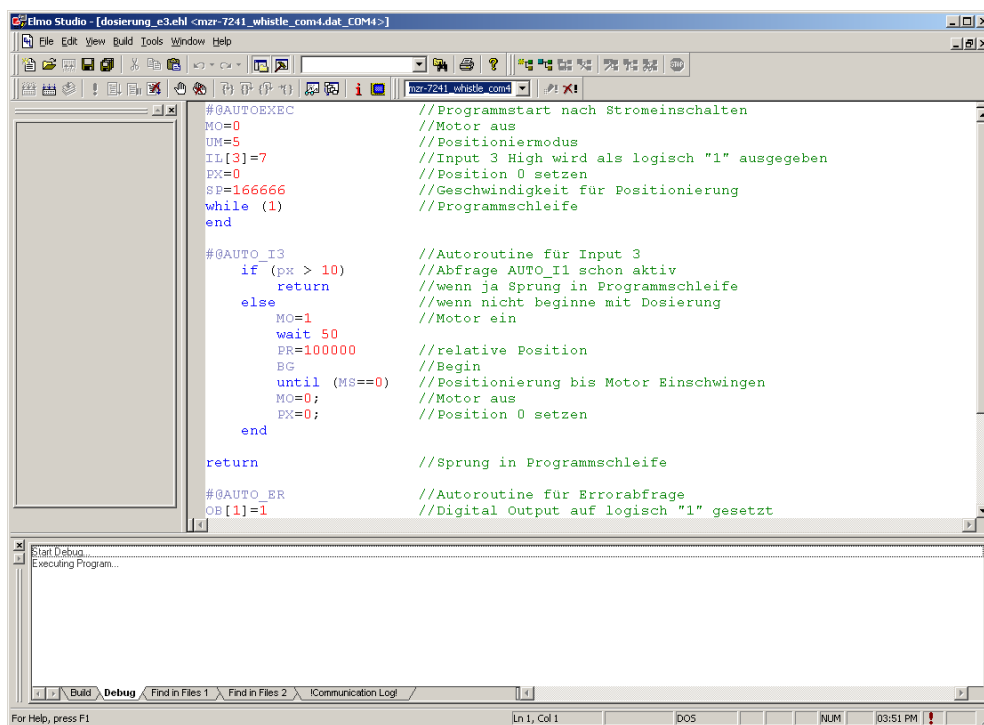 Elmo Studio - [dosierung_e3.ehl <mzr-7241_whistle_com4.dat_COM4>]
File Edit View Build Tools Window Help
STOP
mzr-7241_whistle_com4
#@AUTOEXEC //Programmstart nach Stromeinschalten
MO=0 //Motor aus
UM=5 //Positioniermodus
IL[3]=7 //Input 3 High wird als logisch "1" ausgegeben
PX=0 //Position 0 setzen
SP=166666 //Geschwindigkeit für Positionierung
while (1) //Programmschleife
end
#@AUTO_I3 //Autoroutine für Input 3
if (px > 10) //Abfrage AUTO_I1 schon aktiv
return //wenn ja Sprung in Programmschleife
else //wenn nicht beginne mit Dosierung
MO=1 //Motor ein
wait 50
PR=100000 //relative Position
BG //Begin
until (MS==0) //Positionierung bis Motor Einschwingen
MO=0; //Motor aus
PX=0; //Position 0 setzen
end
return //Sprung in Programmschleife
#@AUTO_ER //Autoroutine für Errorabfrage
OB[1]=1 //Digital Output auf logisch "1" gesetzt
Start Debug...
Executing Program...
Build Debug Find in Files 1 Find in Files 2 !Communication Log!
For Help, press F1 Ln 1, Col 1 DOS NUM 03:51 PM